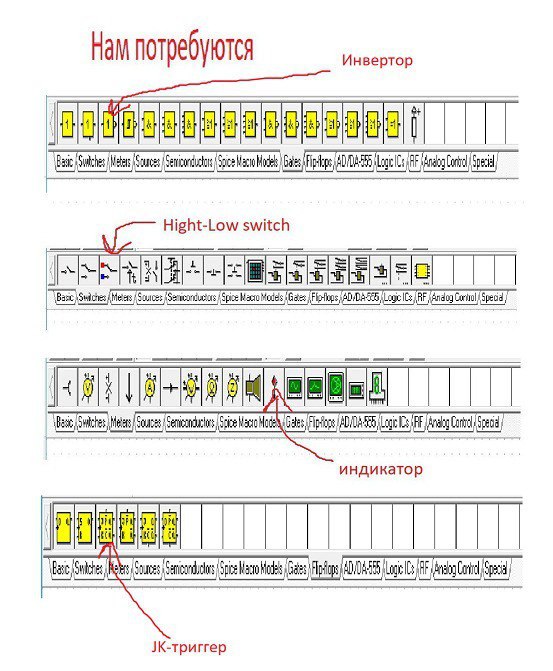 Нам потребуются
Инвертор
Basic Switches Meters Sources Semiconductors Spice Macro Models Gates Flip-flops AD/DA-555 Logic ICs RF Analog Control Special
Hight-Low switch
Basic Switches Meters Sources Semiconductors Spice Macro Models Gates Flip-flops AD/DA-555 Logic ICs RF Analog Control Special
Basic Switches Meters Sources Semiconductors Spice Macro Models Gates Flip-flops AD/DA-555 Logic ICs RF Analog Control Special
индикатор
Basic Switches Meters Sources Semiconductors Spice Macro Models Gates Flip-flops AD/DA-555 Logic ICs RF Analog Control Special
JK-триггер